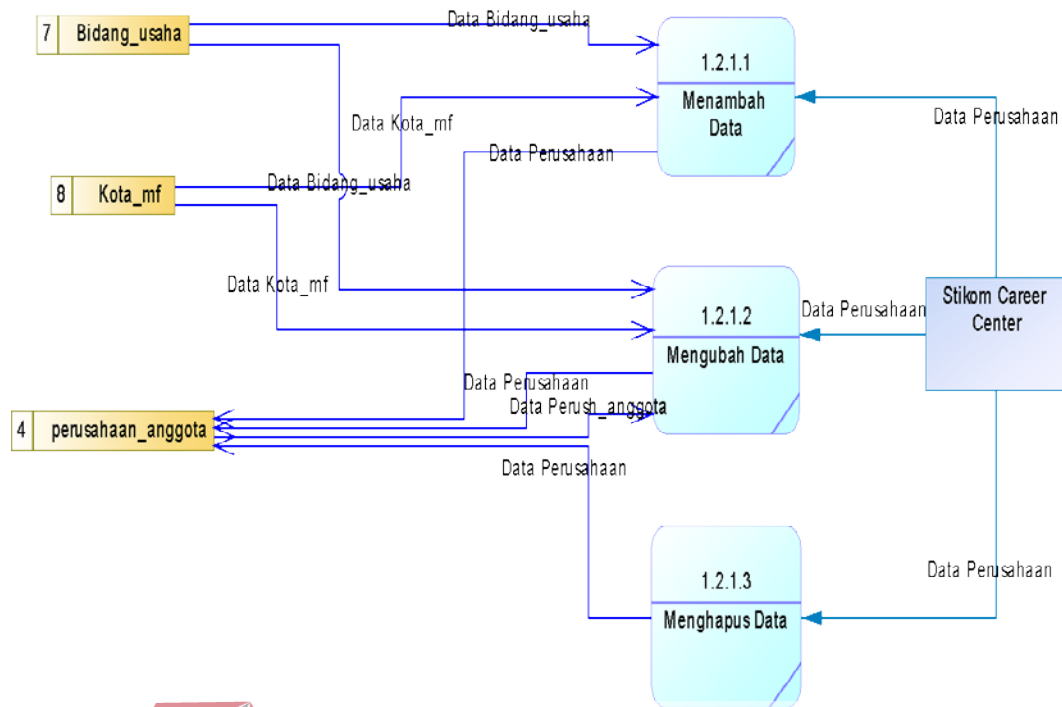 7 Bidang_usaha
Data Bidang_usaha
1.2.1.1
Menambah
Data
Data Perusahaan
Data Kota_mf
Data Perusahaan
8 Kota_mf
Data Bidang_usaha
Data Kota_mf
1.2.1.2
Mengubah Data
Data Perusahaan
Stikom Career
Center
Data Perusahaan
Data Perush_anggota
4 perusahaan_anggota
Data Perusahaan
1.2.1.3
Menghapus Data
Data Perusahaan